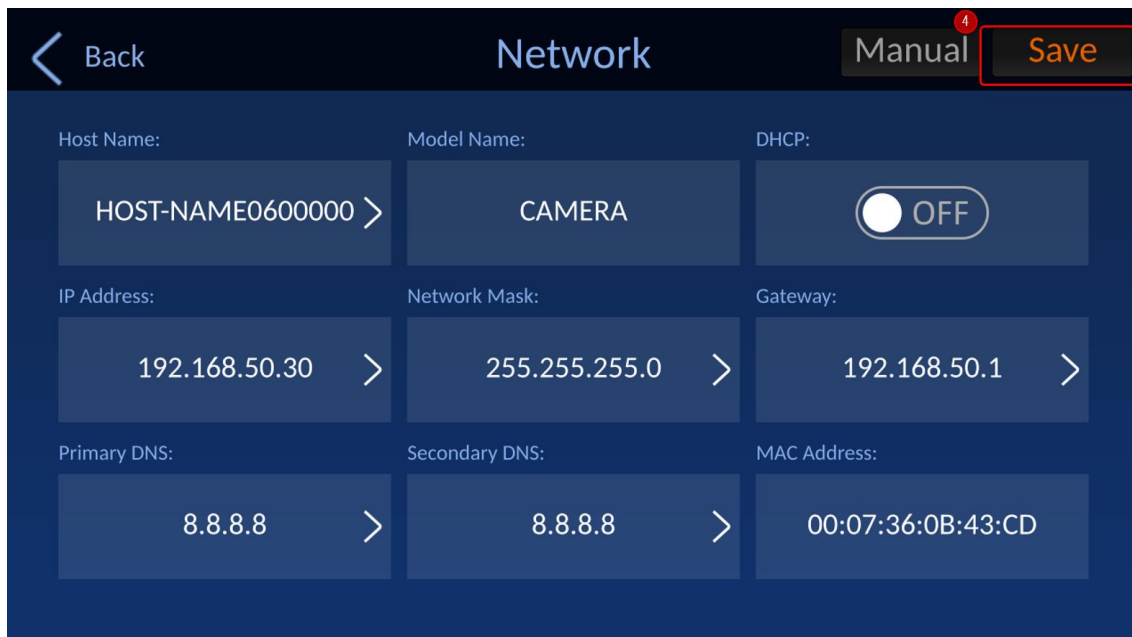 Back
Network
Manual
4
Save
Host Name:
Model Name:
DHCP:
HOST-NAME0600000
CAMERA
OFF
IP Address:
Network Mask:
Gateway:
192.168.50.30
255.255.255.0
192.168.50.1
Primary DNS:
Secondary DNS:
MAC Address:
8.8.8.8
8.8.8.8
00:07:36:0B:43:CD